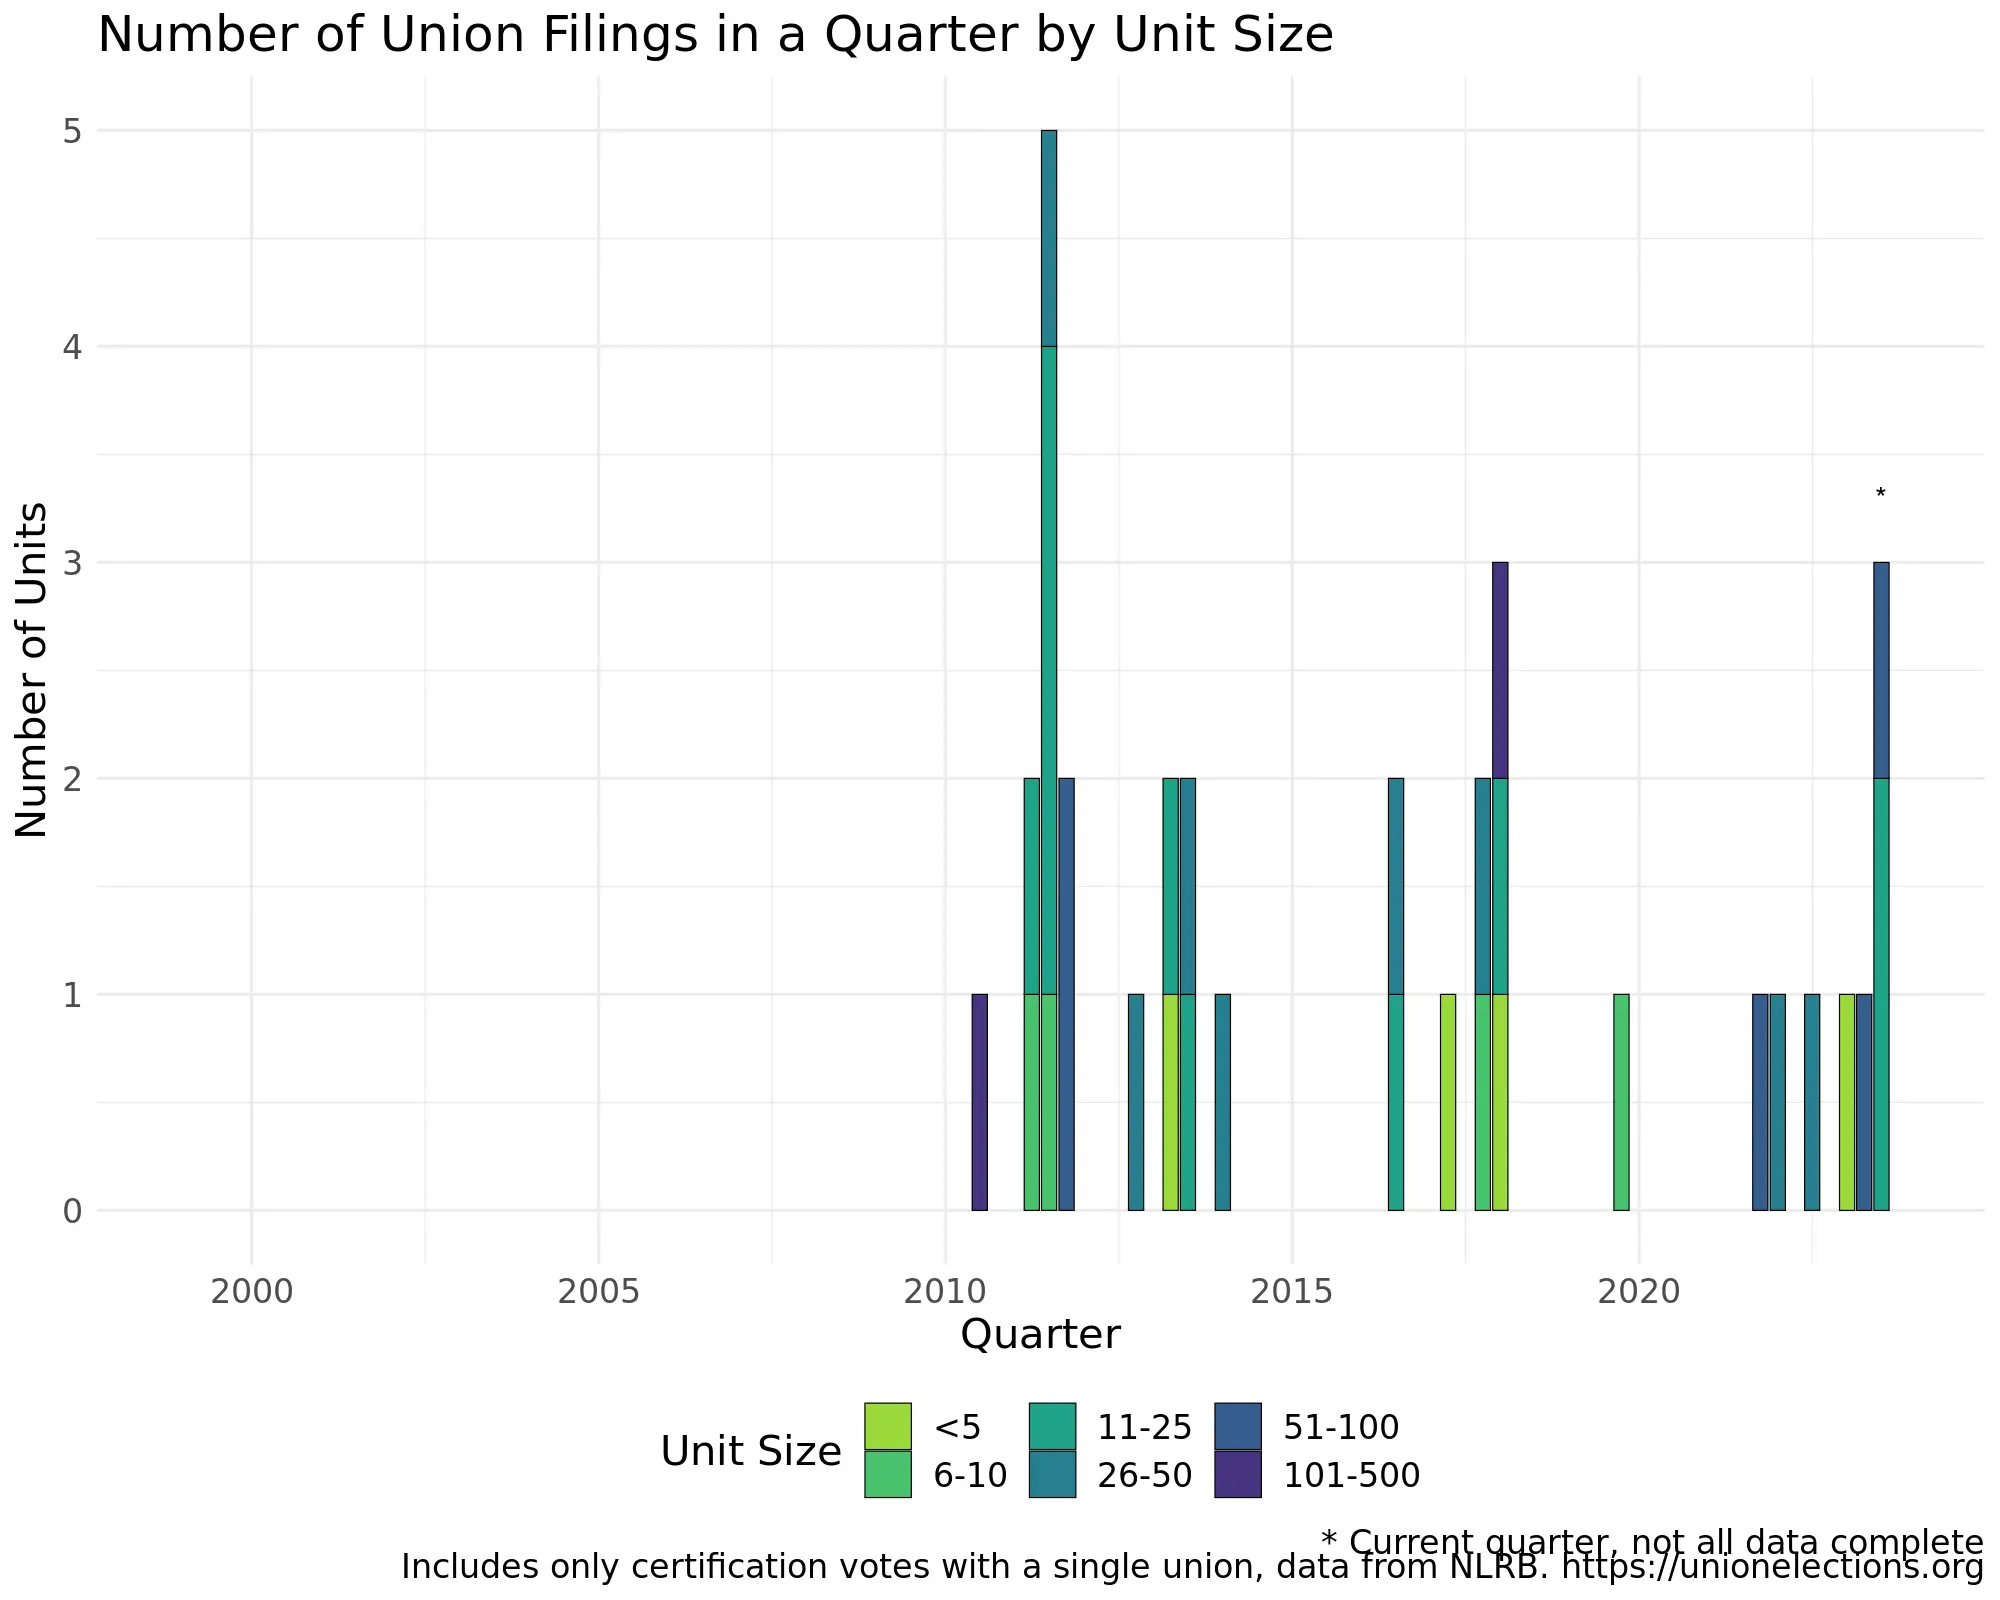 Number of Union Filings in a Quarter by Unit Size
Number of Units
5
4
3
2
1
0
*
2000 2005 2010 2015 2020
Quarter
Unit Size
<5 11-25 51-100
6-10 26-50 101-500
* Current quarter, not all data complete
Includes only certification votes with a single union, data from NLRB. https://unionelections.org